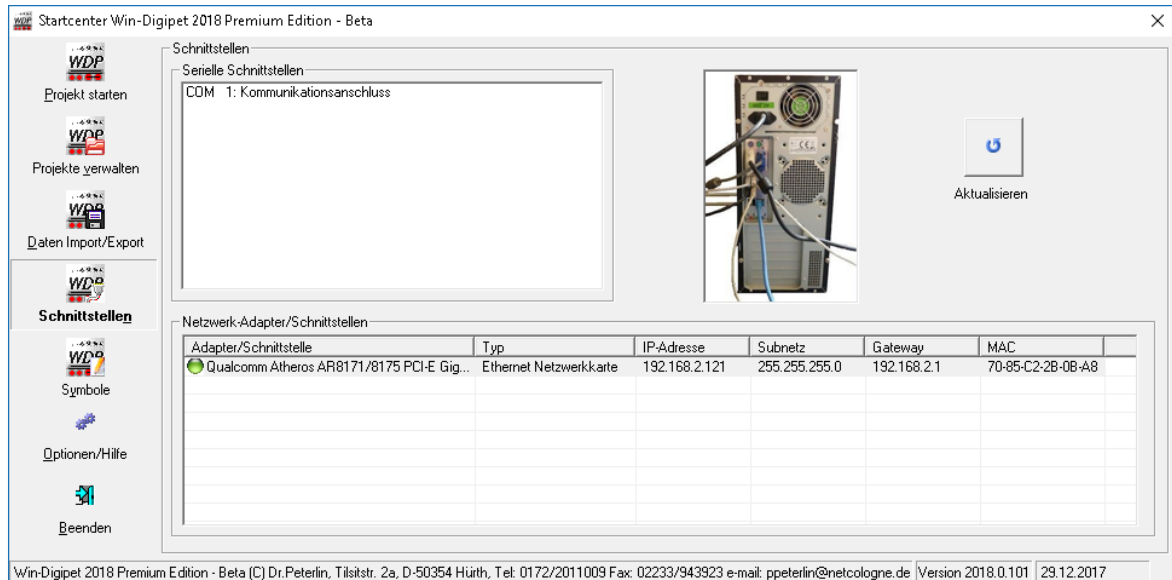 Startcenter Win-Digipet 2018 Premium Edition - Beta
WDP
Projekt starten
WDP
Projekte verwalten
WDP
Daten Import/Export
WDP
Schnittstellen
WDP
Symbole
Optionen/Hilfe
Beenden
Schnittstellen
Serielle Schnittstellen
COM 1: Kommunikationsanschluss
Aktualisieren
Netzwerk-Adapter/Schnittstellen
Adapter/Schnittstelle Typ IP-Adresse Subnetz Gateway MAC
Qualcomm Atheros AR8171/8175 PCI-E Gig... Ethernet Netzwerkkarte 192.168.2.121 255.255.255.0 192.168.2.1 70-85-C2-2B-0B-A8
Win-Digipet 2018 Premium Edition - Beta (C) Dr.Peterlin, Tilsitstr. 2a, D-50354 Hürth, Tel: 0172/2011009 Fax: 02233/943923 e-mail: ppeterlin@netcologne.de Version 2018.0.101 29.12.2017